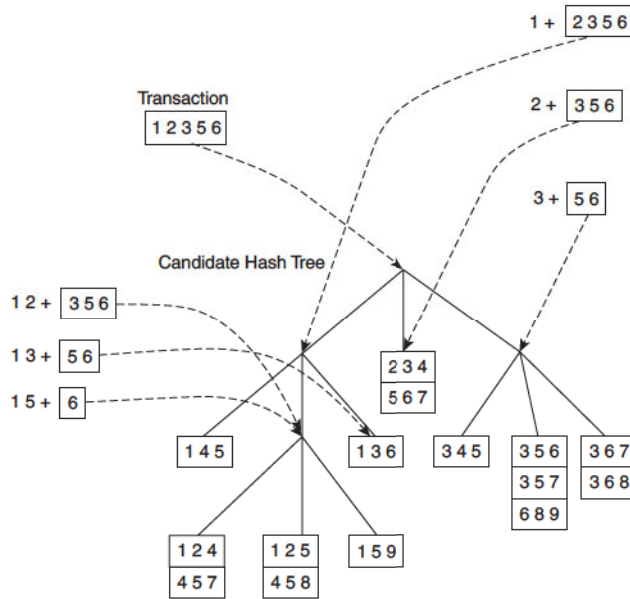 1 + 2 3 5 6
Transaction
1 2 3 5 6
2 + 3 5 6
3 + 5 6
Candidate Hash Tree
1 2 + 3 5 6
1 3 + 5 6
1 5 + 6
2 3 4
5 6 7
1 4 5
1 3 6
3 4 5
3 5 6
3 5 7
6 8 9
3 6 7
3 6 8
1 2 4
4 5 7
1 2 5
4 5 8
1 5 9